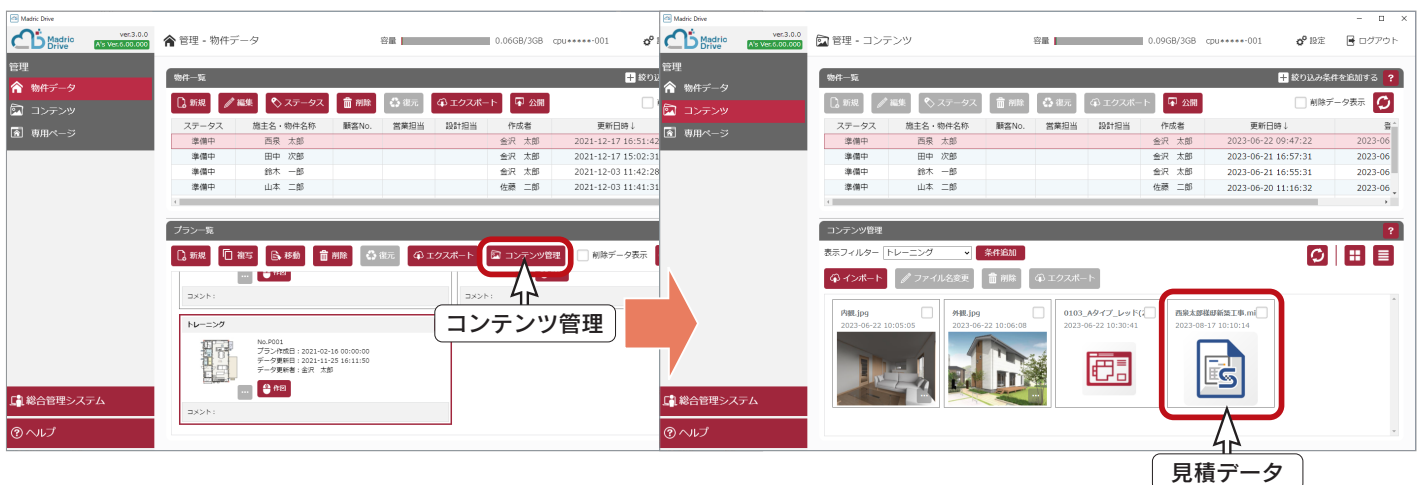 Madric Drive
Madric
Drive
ver.3.0.0
A's Ver.6.00.000
管理 - 物件データ
容量
0.06GB/3GB
cpu*****-001
管理
物件データ
コンテンツ
専用ページ
総合管理システム
ヘルプ
物件一覧
新規 編集 ステータス 削除 復元 エクスポート 公開
ステータス 施主名・物件名称 顧客No. 営業担当 設計担当 作成者 更新日時↓
準備中 西泉 太郎 金沢 太郎 2021-12-17 16:51:42
準備中 田中 次郎 金沢 太郎 2021-12-17 15:02:31
準備中 鈴木 一郎 金沢 太郎 2021-12-03 11:42:28
準備中 山本 二郎 佐藤 二郎 2021-12-03 11:41:31
プラン一覧
新規 複写 移動 削除 復元 エクスポート コンテンツ管理 削除データ表示
... 作図
コメント: コメント:
コンテンツ管理
トレーニング
No.P001
プラン作成日:2021-02-16 00:00:00
データ更新日:2021-11-25 16:11:50
データ更新者:金沢 太郎
... 作図
コメント:
Madric Drive
Madric
Drive
ver.3.0.0
A's Ver.6.00.000
管理 - コンテンツ
容量
0.09GB/3GB
cpu*****-001
設定
ログアウト
管理
物件データ
コンテンツ
専用ページ
総合管理システム
ヘルプ
物件一覧
絞り込み条件を追加する ?
新規 編集 ステータス 削除 復元 エクスポート 公開 削除データ表示
ステータス 施主名・物件名称 顧客No. 営業担当 設計担当 作成者 更新日時↓
準備中 西泉 太郎 金沢 太郎 2023-06-22 09:47:22 2023-06
準備中 田中 次郎 金沢 太郎 2023-06-21 16:57:31 2023-06
準備中 鈴木 一郎 金沢 太郎 2023-06-21 16:55:31 2023-06
準備中 山本 二郎 佐藤 二郎 2023-06-20 11:16:32 2023-06
コンテンツ管理 ?
表示フィルター トレーニング 条件追加
インポート ファイル名変更 削除 エクスポート
内観.jpg
2023-06-22 10:05:05
外観.jpg
2023-06-22 10:06:08
0103_Aタイプ_レッド(2
2023-06-22 10:30:41
西泉太郎様邸新築工事.mi
2023-08-17 10:10:14
見積データ